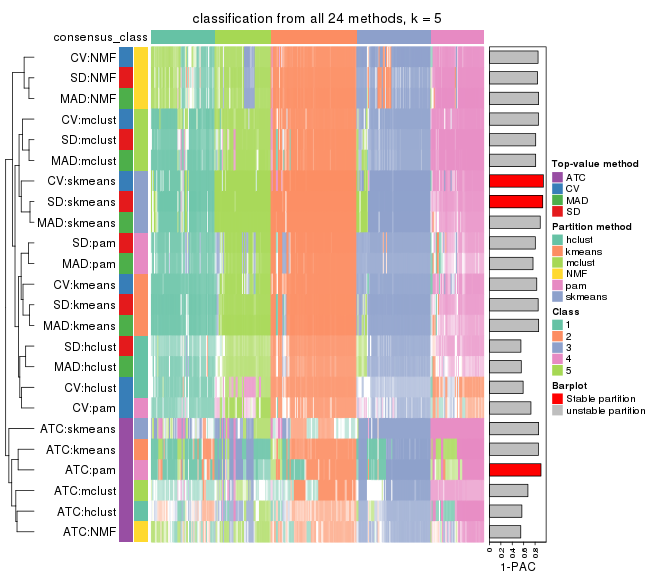 classification from all 24 methods, k = 5
consensus_class
CV:NMF
SD:NMF
MAD:NMF
CV:mclust
SD:mclust
MAD:mclust
CV:skmeans
SD:skmeans
MAD:skmeans
SD:pam
MAD:pam
CV:kmeans
SD:kmeans
MAD:kmeans
SD:hclust
MAD:hclust
CV:hclust
CV:pam
ATC:skmeans
ATC:kmeans
ATC:pam
ATC:mclust
ATC:hclust
ATC:NMF
0 0.2 0.4 0.6 0.8
1-PAC
Top-value method
ATC
CV
MAD
SD
Partition method
hclust
kmeans
mclust
NMF
pam
skmeans
Class
1
2
3
4
5
Barplot
Stable partition
unstable partition